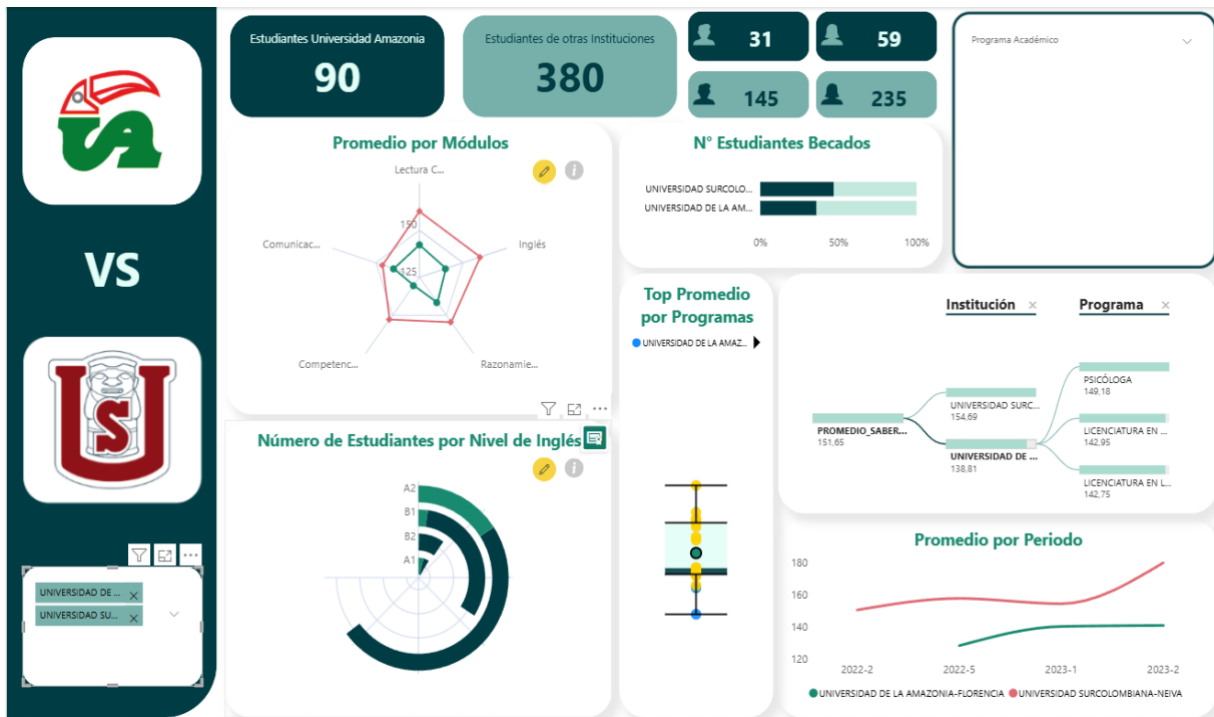 VS
UNIVERSIDAD DE ...
UNIVERSIDAD SU...
Estudiantes Universidad Amazonia
90
Estudiantes de otras Instituciones
380
31
59
145
235
Programa Académico
Promedio por Módulos
Lectura C...
150
125
Comunicac...
Inglés
Competenc...
Razonamie...
N° Estudiantes Becados
UNIVERSIDAD SURCOLO...
UNIVERSIDAD DE LA AM...
0%
50%
100%
Top Promedio
por Programas
UNIVERSIDAD DE LA AMAZ...
Institución
Programa
PROMEDIO_SABER...
151,65
UNIVERSIDAD SURC...
154,69
UNIVERSIDAD DE ...
138,81
PSICÓLOGA
149,18
LICENCIATURA EN ...
142,95
LICENCIATURA EN L...
142,75
Número de Estudiantes por Nivel de Inglés
A2
B1
B2
A1
Promedio por Periodo
180
160
140
120
2022-2
2022-5
2023-1
2023-2
UNIVERSIDAD DE LA AMAZONIA-FLORENCIA
UNIVERSIDAD SURCOLOMBIANA-NEIVA